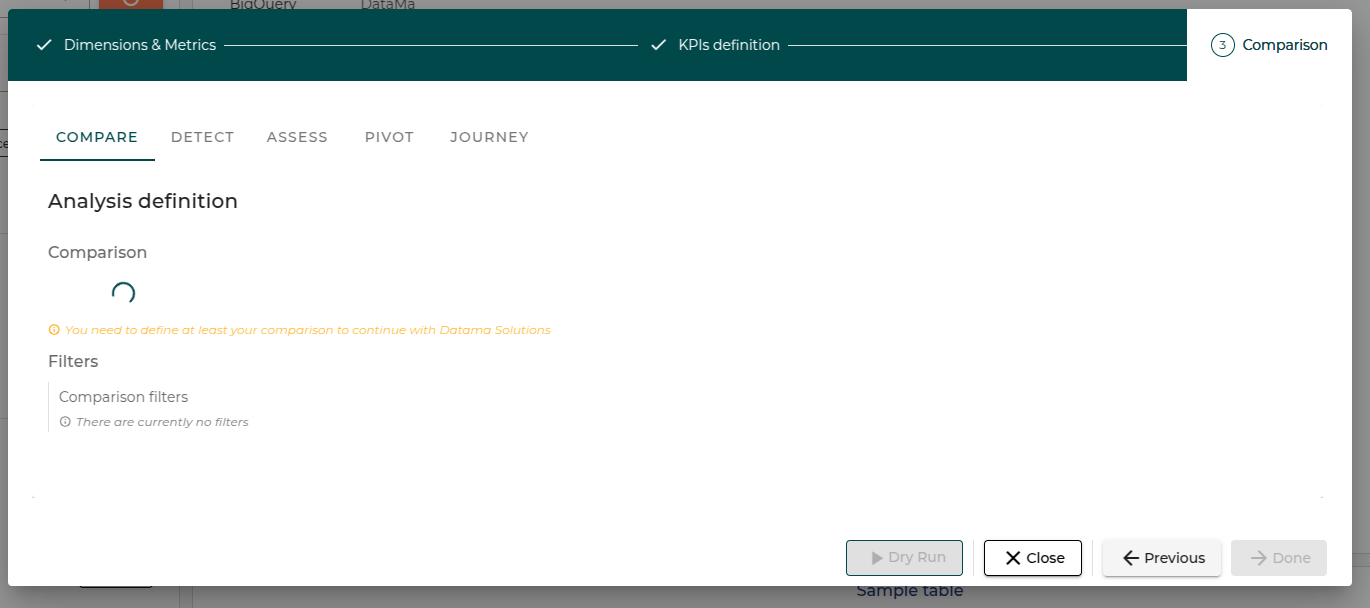 BigQuery DataMa
Dimensions & Metrics
KPIs definition
3 Comparison
COMPARE DETECT ASSESS PIVOT JOURNEY
Analysis definition
Comparison
You need to define at least your comparison to continue with Datama Solutions
Filters
Comparison filters
There are currently no filters
Dry Run Close Previous Done
Sample table